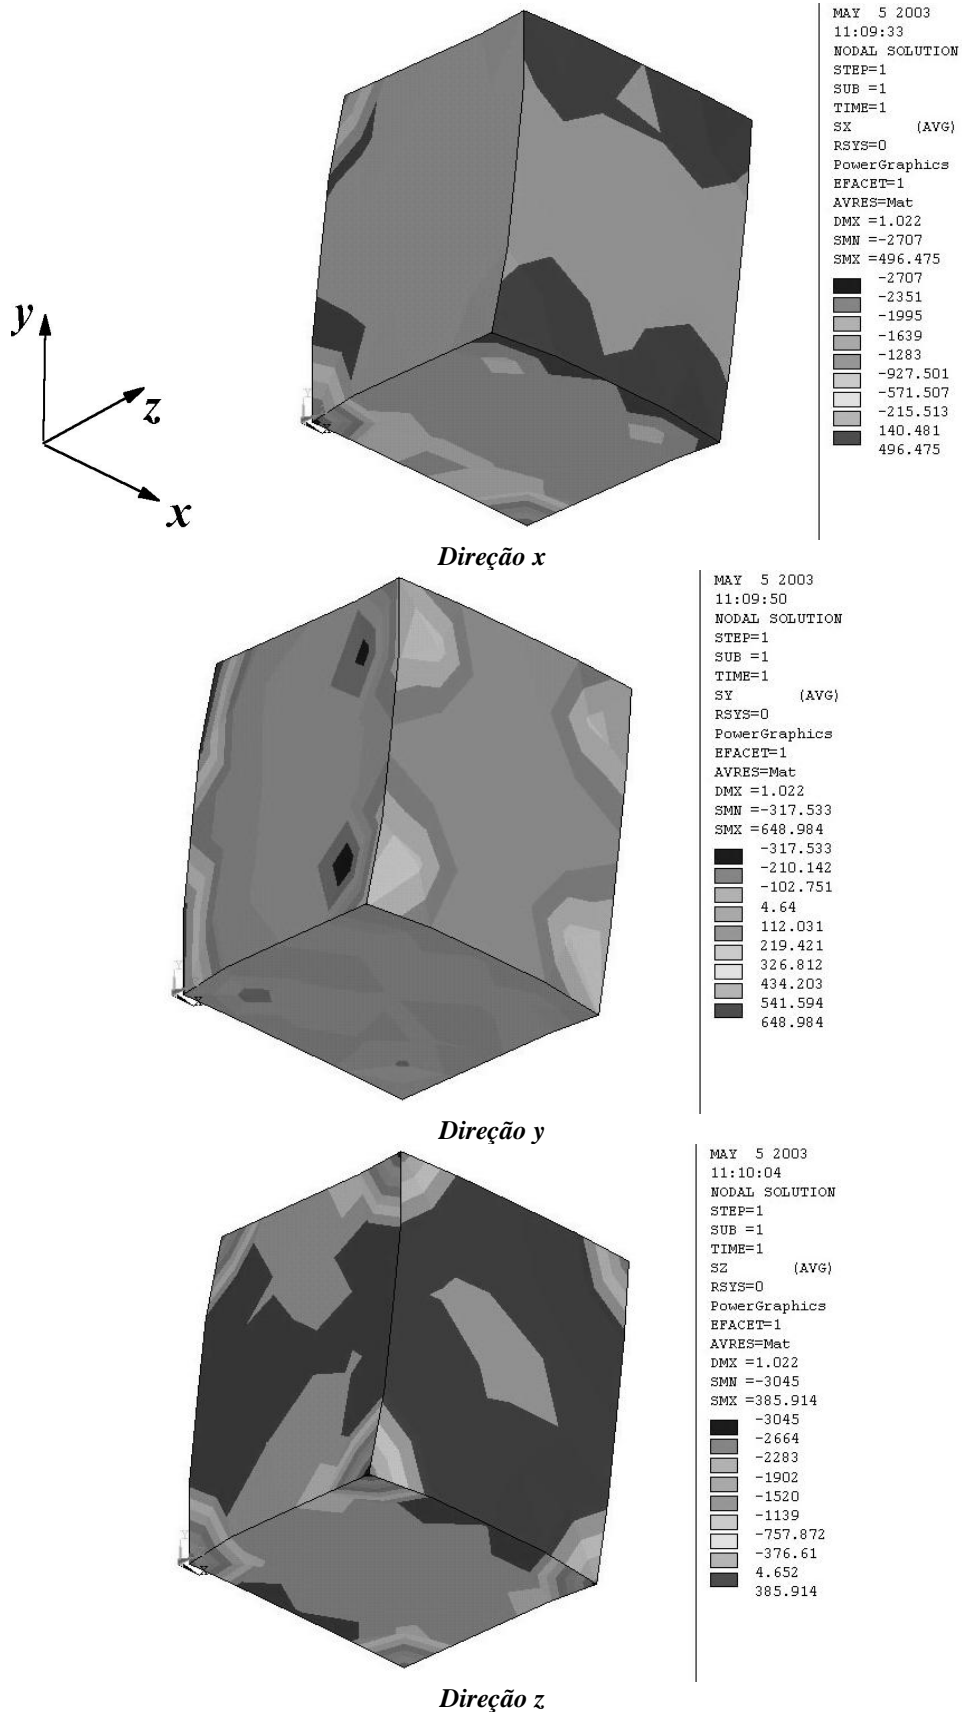 MAY 5 2003
11:09:33
NODAL SOLUTION
STEP=1
SUB =1
TIME=1
SX (AVG)
RSYS=0
PowerGraphics
EFACET=1
AVRES=Mat
DMX =1.022
SMN =-2707
SMX =496.475
-2707
-2351
-1995
-1639
-1283
-927.501
-571.507
-215.513
140.481
496.475
y
z
x
Direção x
MAY 5 2003
11:09:50
NODAL SOLUTION
STEP=1
SUB =1
TIME=1
SY (AVG)
RSYS=0
PowerGraphics
EFACET=1
AVRES=Mat
DMX =1.022
SMN =-317.533
SMX =648.984
-317.533
-210.142
-102.751
4.64
112.031
219.421
326.812
434.203
541.594
648.984
Direção y
MAY 5 2003
11:10:04
NODAL SOLUTION
STEP=1
SUB =1
TIME=1
SZ (AVG)
RSYS=0
PowerGraphics
EFACET=1
AVRES=Mat
DMX =1.022
SMN =-3045
SMX =385.914
-3045
-2664
-2283
-1902
-1520
-1139
-757.872
-376.61
4.652
385.914
Direção z